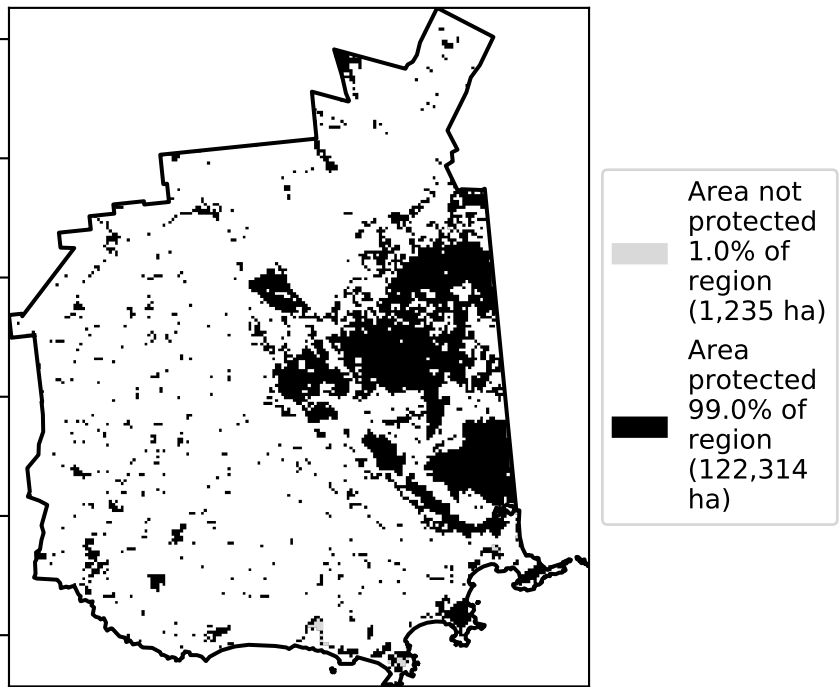 Area not
protected
1.0% of
region
(1,235 ha)
Area
protected
99.0% of
region
(122,314
ha)